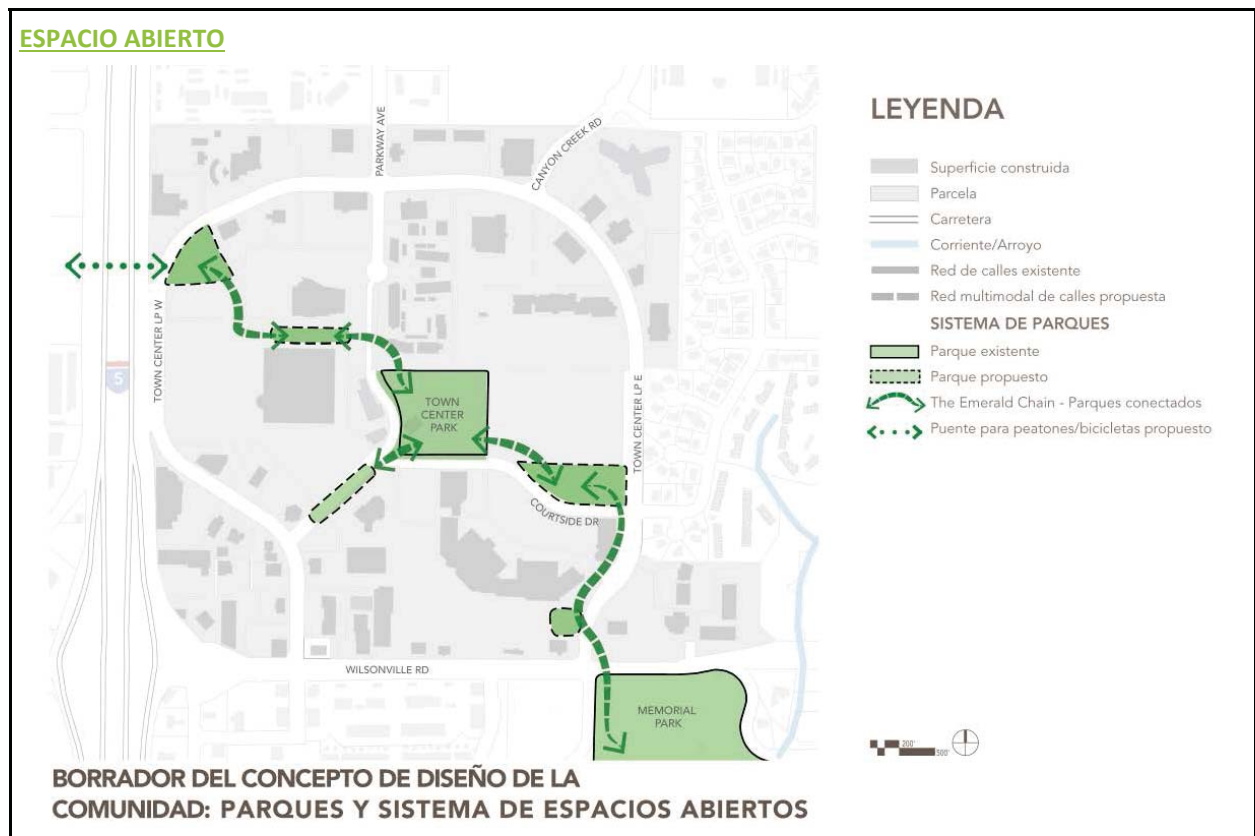 ESPACIO ABIERTO
PARKWAY AVE
CANYON CREEK RD
TOWN CENTER LP W
5
TOWN
CENTER
PARK
TOWN CENTER LP E
COURTSIDE DR
WILSONVILLE RD
MEMORIAL
PARK
LEYENDA
Superficie construida
Parcela
Carretera
Corriente/Arroyo
Red de calles existente
Red multimodal de calles propuesta
SISTEMA DE PARQUES
Parque existente
Parque propuesto
The Emerald Chain - Parques conectados
Puente para peatones/bicicletas propuesto
200'
500'
BORRADOR DEL CONCEPTO DE DISEÑO DE LA
COMUNIDAD: PARQUES Y SISTEMA DE ESPACIOS ABIERTOS